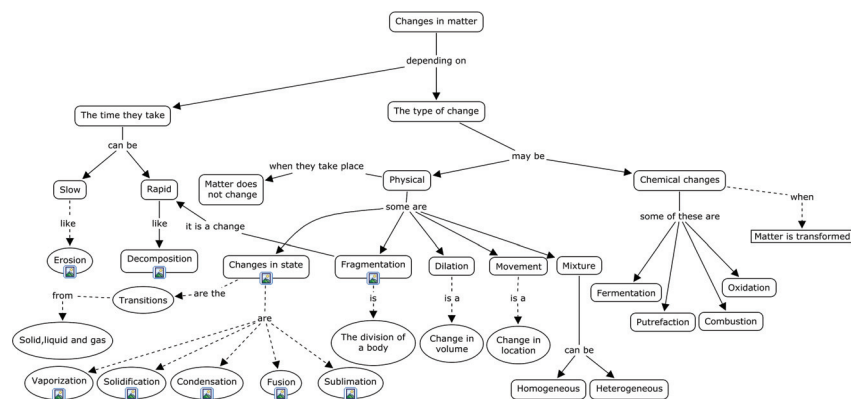 Changes in matter
depending on
The time they take
The type of change
can be
may be
when they take place
Slow
Rapid
Matter does
not change
Physical
Chemical changes
when
like
like
it is a change
some are
some of these are
Matter is transformed
Erosion
Decomposition
Changes in state
Fragmentation
Dilation
Movement
Mixture
from
Transitions
are the
is
is a
is a
Fermentation
Oxidation
Putrefaction
Combustion
Solid,liquid and gas
are
The division of
a body
Change in
volume
Change in
location
can be
Vaporization
Solidification
Condensation
Fusion
Sublimation
Homogeneous
Heterogeneous